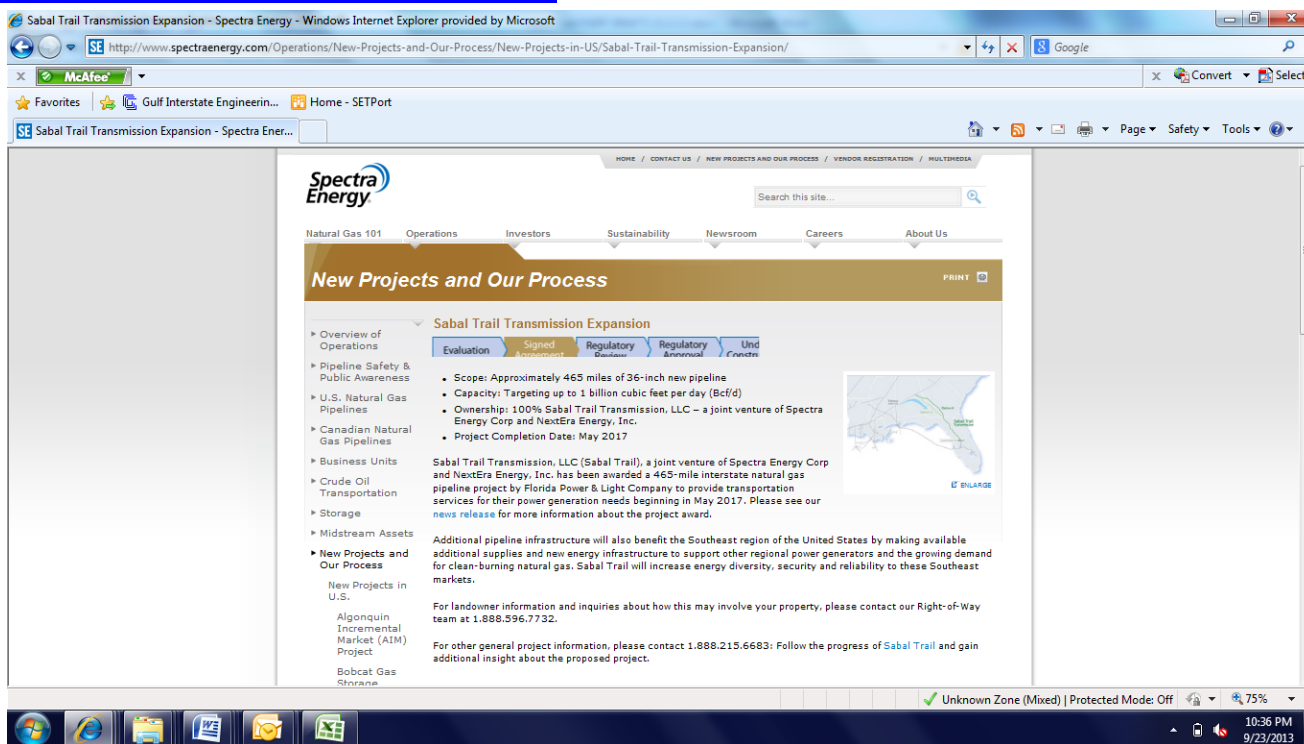 Sabal Trail Transmission Expansion - Spectra Energy - Windows Internet Explorer provided by Microsoft
SE http://www.spectraenergy.com/Operations/New-Projects-and-Our-Process/New-Projects-in-US/Sabal-Trail-Transmission-Expansion/
Google
x McAfee
x Convert Select
Favorites Gulf Interstate Engineerin... Home - SETPort
SE Sabal Trail Transmission Expansion - Spectra Ener...
Page Safety Tools
HOME / CONTACT US / NEW PROJECTS AND OUR PROCESS / VENDOR REGISTRATION / MULTIMEDIA
Spectra
Energy
Search this site...
Natural Gas 101 Operations Investors Sustainability Newsroom Careers About Us
New Projects and Our Process
PRINT
Overview of
Operations
Pipeline Safety &
Public Awareness
U.S. Natural Gas
Pipelines
Canadian Natural
Gas Pipelines
Business Units
Crude Oil
Transportation
Storage
Midstream Assets
New Projects and
Our Process
New Projects in
U.S.
Algonquin
Incremental
Market (AIM)
Project
Bobcat Gas
Storage
Sabal Trail Transmission Expansion
Evaluation
Signed
Agreement
Regulatory
Review
Regulatory
Approval
Und
Constr
• Scope: Approximately 465 miles of 36-inch new pipeline
• Capacity: Targeting up to 1 billion cubic feet per day (Bcf/d)
• Ownership: 100% Sabal Trail Transmission, LLC – a joint venture of Spectra
Energy Corp and NextEra Energy, Inc.
• Project Completion Date: May 2017
ENLARGE
Sabal Trail Transmission, LLC (Sabal Trail), a joint venture of Spectra Energy Corp
and NextEra Energy, Inc. has been awarded a 465-mile interstate natural gas
pipeline project by Florida Power & Light Company to provide transportation
services for their power generation needs beginning in May 2017. Please see our
news release for more information about the project award.
Additional pipeline infrastructure will also benefit the Southeast region of the United States by making available
additional supplies and new energy infrastructure to support other regional power generators and the growing demand
for clean-burning natural gas. Sabal Trail will increase energy diversity, security and reliability to these Southeast
markets.
For landowner information and inquiries about how this may involve your property, please contact our Right-of-Way
team at 1.888.596.7732.
For other general project information, please contact 1.888.215.6683: Follow the progress of Sabal Trail and gain
additional insight about the proposed project.
Unknown Zone (Mixed) | Protected Mode: Off 75%
10:36 PM
9/23/2013